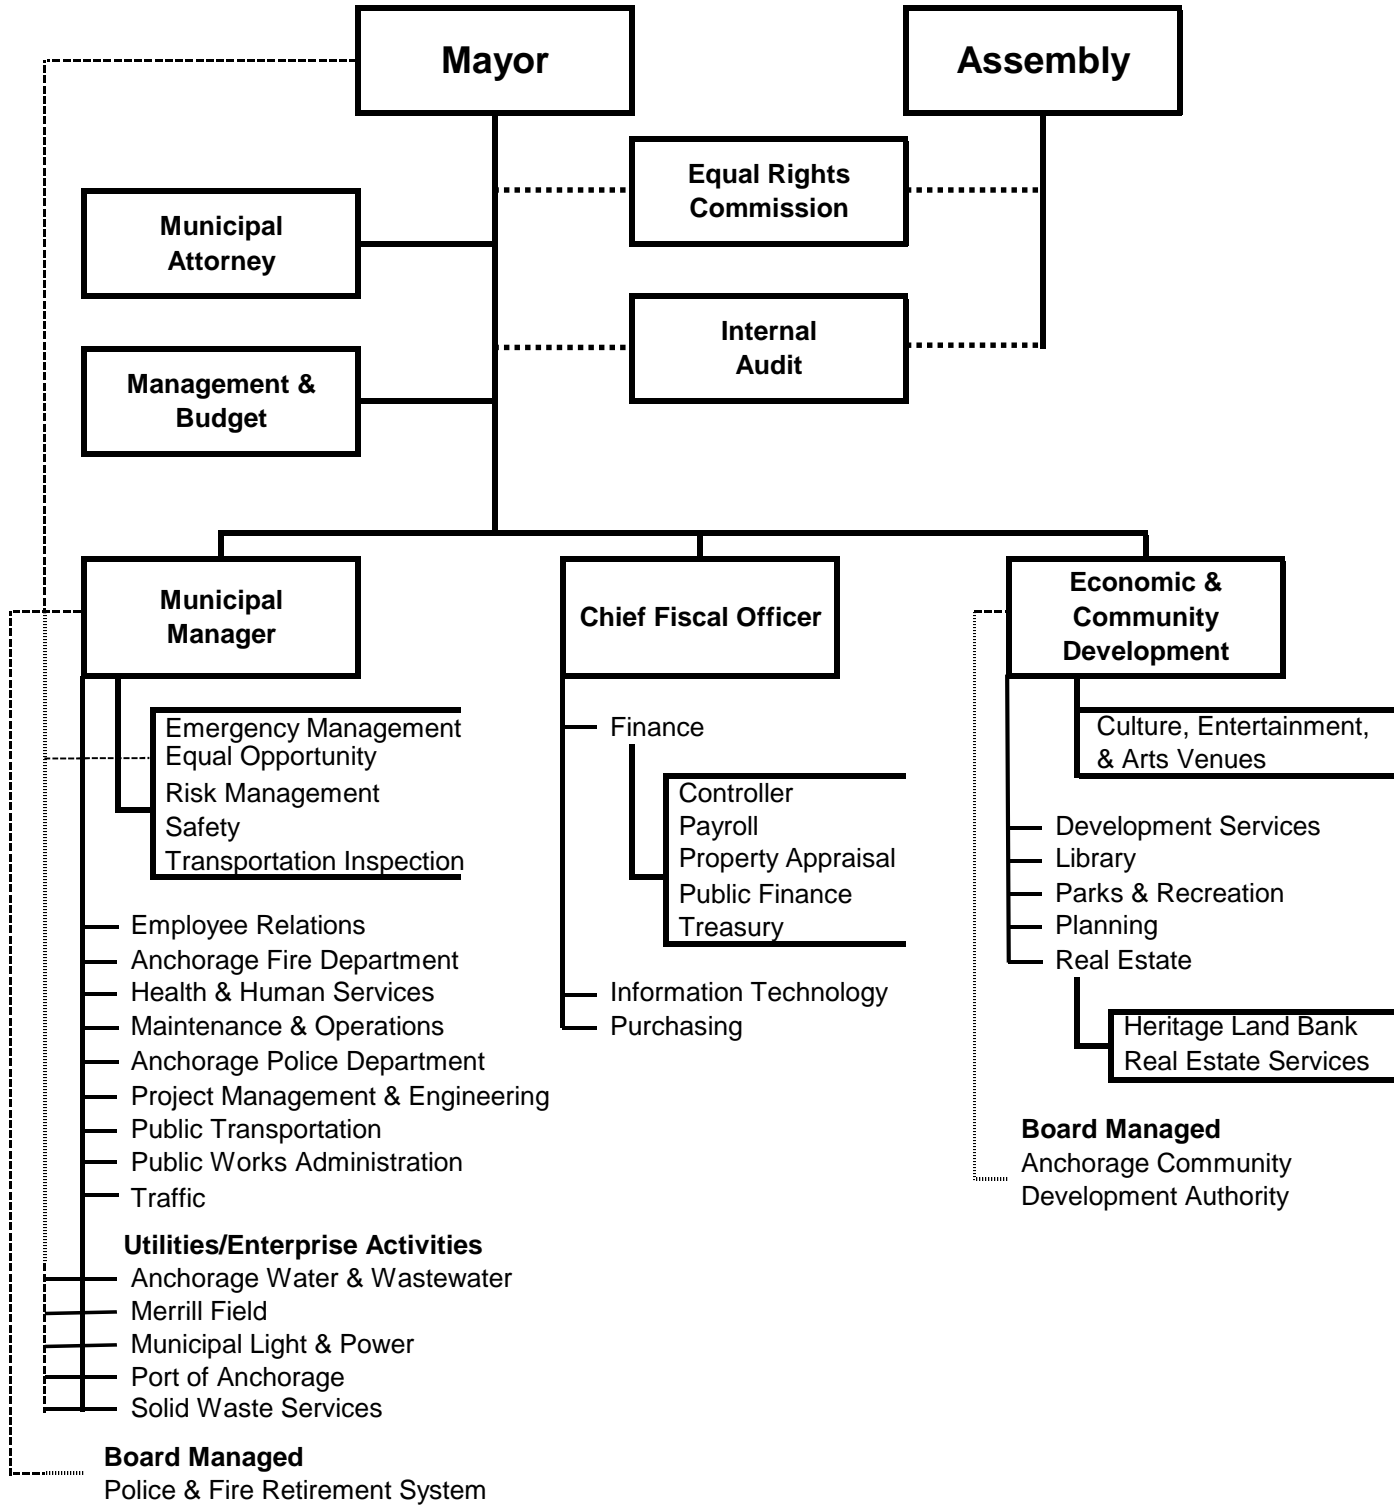 Mayor
Assembly
Equal Rights
Commission
Municipal
Attorney
Internal
Audit
Management &
Budget
Municipal
Manager
Chief Fiscal Officer
Economic &
Community
Development
Emergency Management
Equal Opportunity
Risk Management
Safety
Transportation Inspection
Employee Relations
Anchorage Fire Department
Health & Human Services
Maintenance & Operations
Anchorage Police Department
Project Management & Engineering
Public Transportation
Public Works Administration
Traffic
Utilities/Enterprise Activities
Anchorage Water & Wastewater
Merrill Field
Municipal Light & Power
Port of Anchorage
Solid Waste Services
Board Managed
Police & Fire Retirement System
Finance
Controller
Payroll
Property Appraisal
Public Finance
Treasury
Information Technology
Purchasing
Culture, Entertainment,
& Arts Venues
Development Services
Library
Parks & Recreation
Planning
Real Estate
Heritage Land Bank
Real Estate Services
Board Managed
Anchorage Community
Development Authority